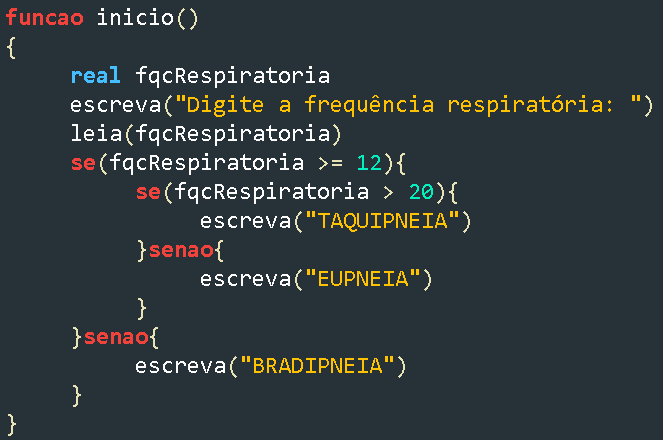 funcao inicio()
{
real fqcRespiratoria
escreva("Digite a frequência respiratória: ")
leia(fqcRespiratoria)
se(fqcRespiratoria >= 12){
se(fqcRespiratoria > 20){
escreva("TAQUIPNEIA")
}senao{
escreva("EUPNEIA")
}
}senao{
escreva("BRADIPNEIA")
}
}